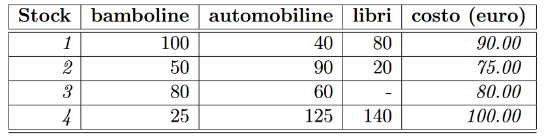 Stock bamboline automobiline libri costo (euro)
1 100 40 80 90.00
2 50 90 20 75.00
3 80 60 - 80.00
4 25 125 140 100.00